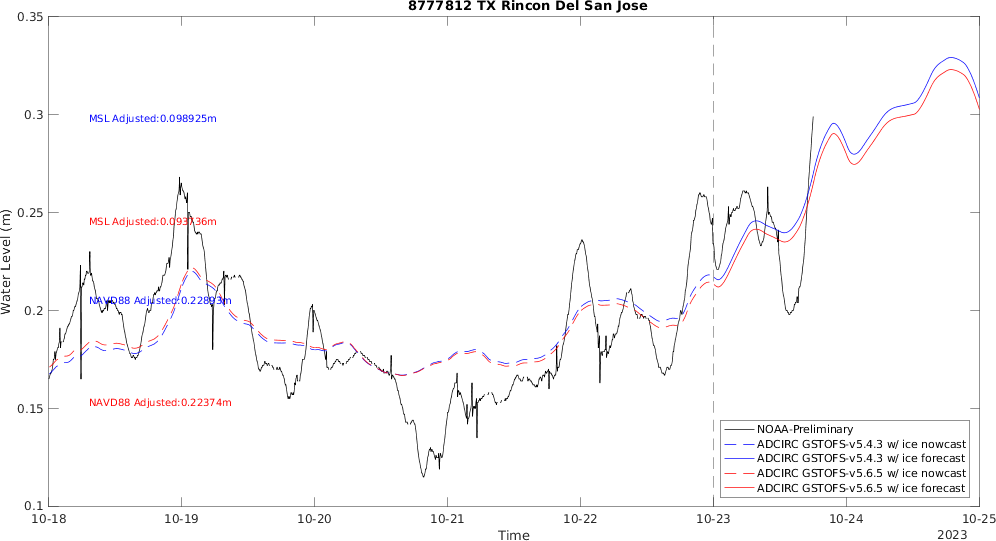 8777812 TX Rincon Del San Jose
0.35
0.3
0.25
0.2
0.15
0.1
Water Level (m)
MSL Adjusted:0.098925m
MSL Adjusted:0.093736m
NAVD88 Adjusted:0.22893m
NAVD88 Adjusted:0.22374m
NOAA-Preliminary
ADCIRC GSTOFS-v5.4.3 w/ ice nowcast
ADCIRC GSTOFS-v5.4.3 w/ ice forecast
ADCIRC GSTOFS-v5.6.5 w/ ice nowcast
ADCIRC GSTOFS-v5.6.5 w/ ice forecast
10-18 10-19 10-20 10-21 10-22 10-23 10-24 10-25
Time
2023